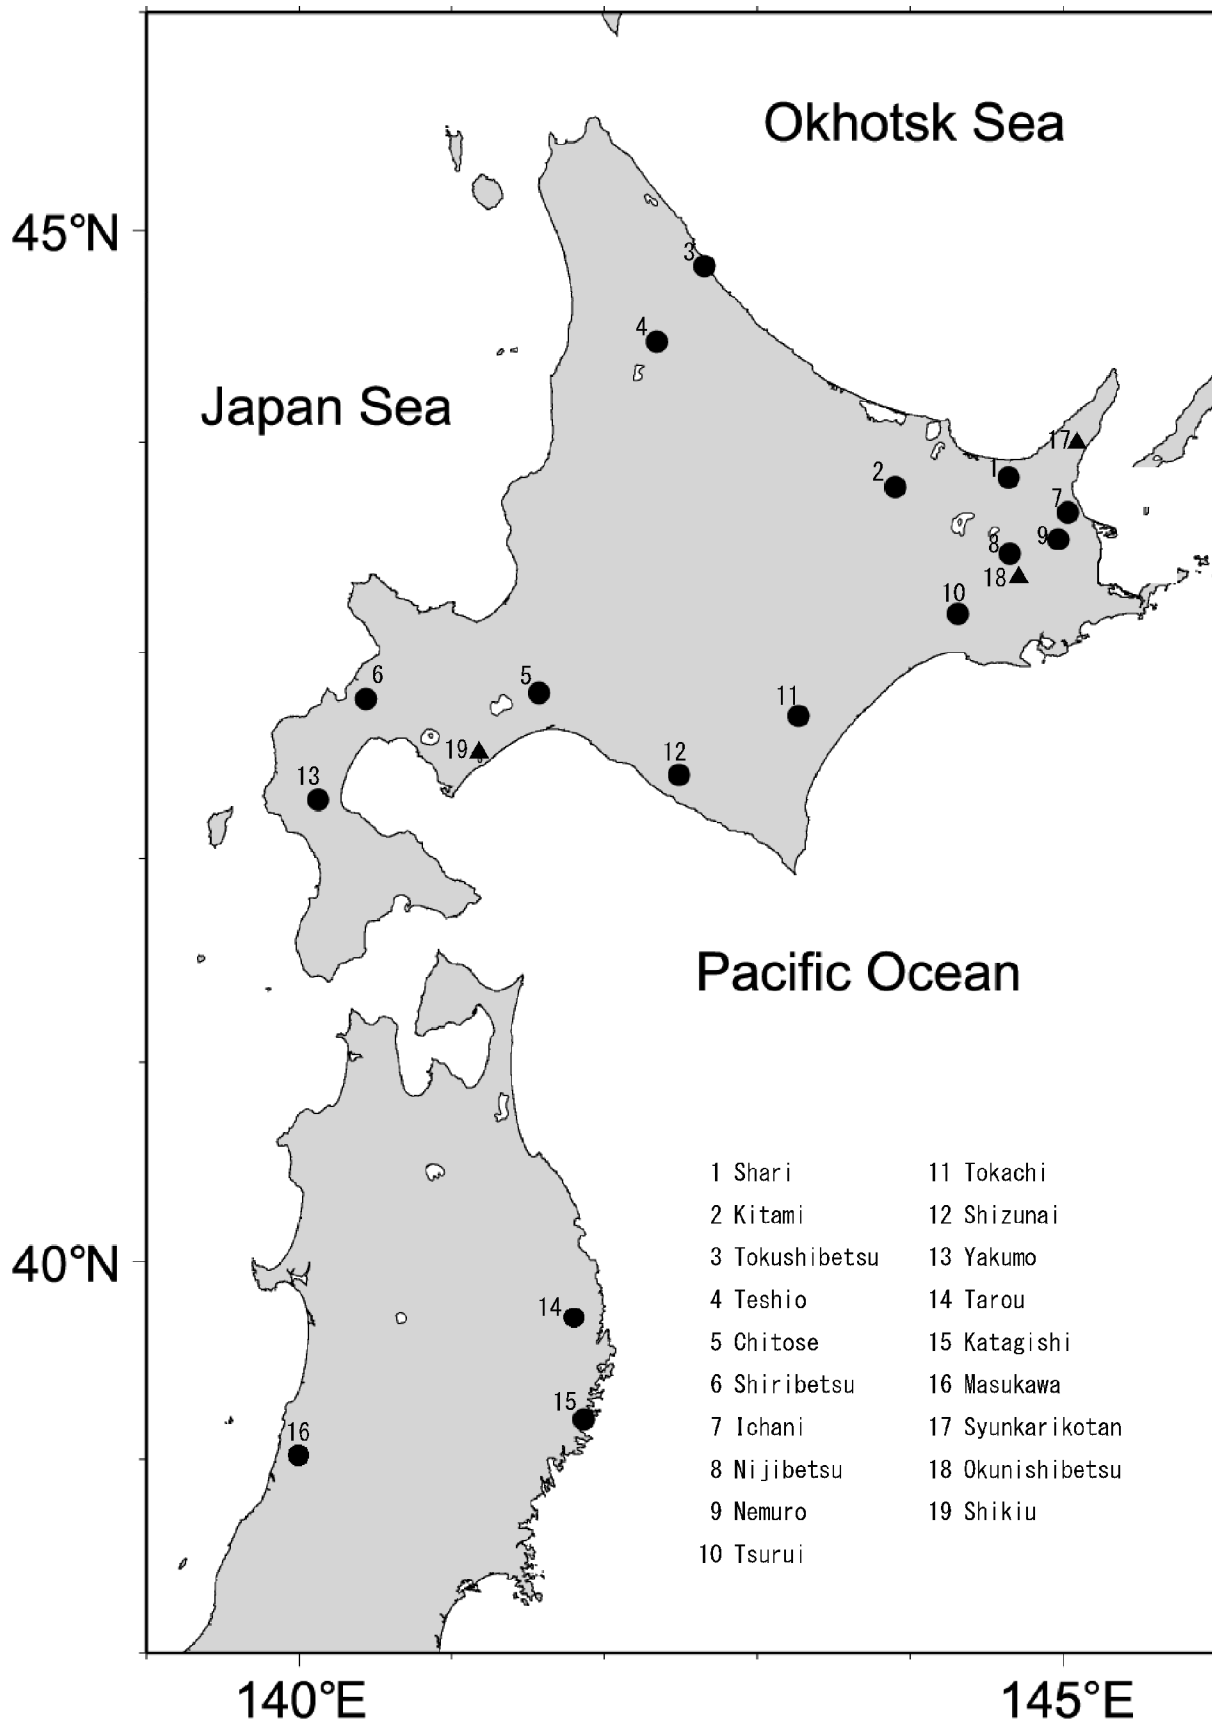 Okhotsk Sea
45°N
3
4
Japan Sea
17
2
1
7
9
8
18
10
6
5
11
19
12
13
Pacific Ocean
1 Shari
2 Kitami
3 Tokushibetsu
4 Teshio
5 Chitose
6 Shiribetsu
7 Ichani
8 Nijibetsu
9 Nemuro
10 Tsurui
11 Tokachi
12 Shizunai
13 Yakumo
14 Tarou
15 Katagishi
16 Masukawa
17 Syunkarikotan
18 Okunishibetsu
19 Shikiu
40°N
14
15
16
140°E
145°E